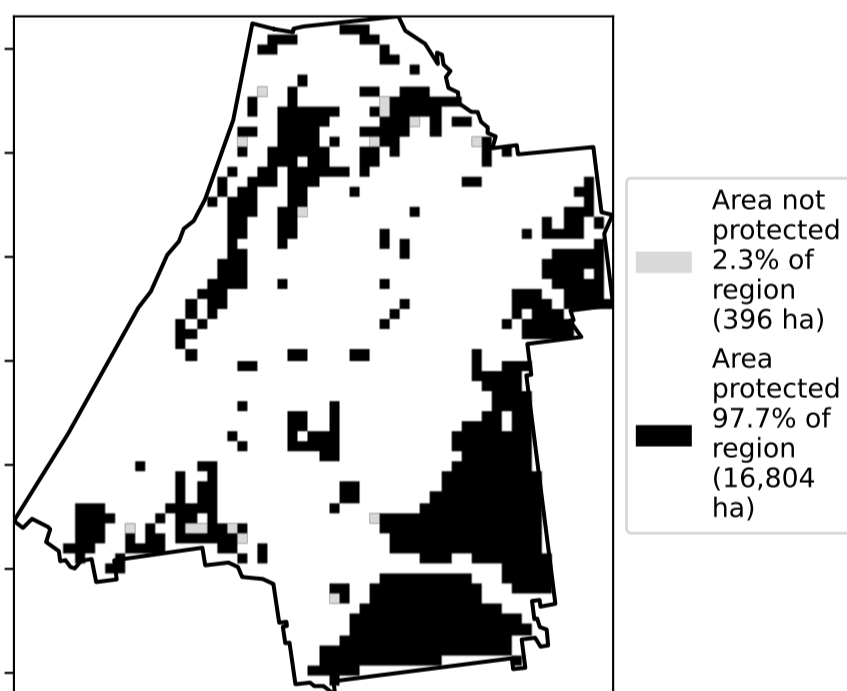 Area not
protected
2.3% of
region
(396 ha)
Area
protected
97.7% of
region
(16,804
ha)